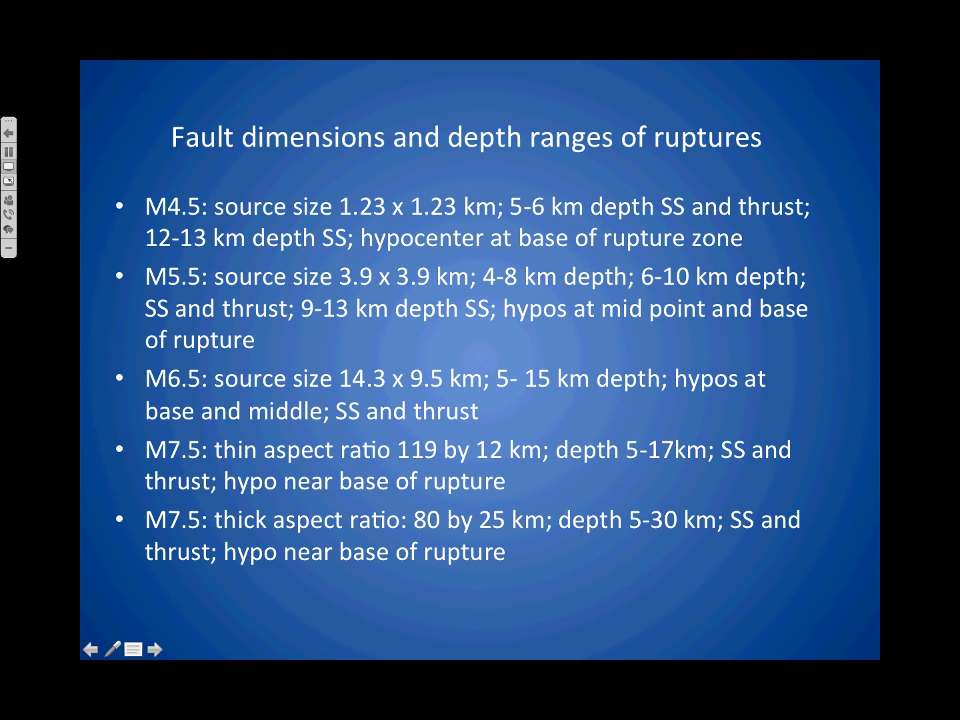 Fault dimensions and depth ranges of ruptures
• M4.5: source size 1.23 x 1.23 km; 5-6 km depth SS and thrust;
12-13 km depth SS; hypocenter at base of rupture zone
• M5.5: source size 3.9 x 3.9 km; 4-8 km depth; 6-10 km depth;
SS and thrust; 9-13 km depth SS; hypos at mid point and base
of rupture
• M6.5: source size 14.3 x 9.5 km; 5- 15 km depth; hypos at
base and middle; SS and thrust
• M7.5: thin aspect ratio 119 by 12 km; depth 5-17km; SS and
thrust; hypo near base of rupture
• M7.5: thick aspect ratio: 80 by 25 km; depth 5-30 km; SS and
thrust; hypo near base of rupture